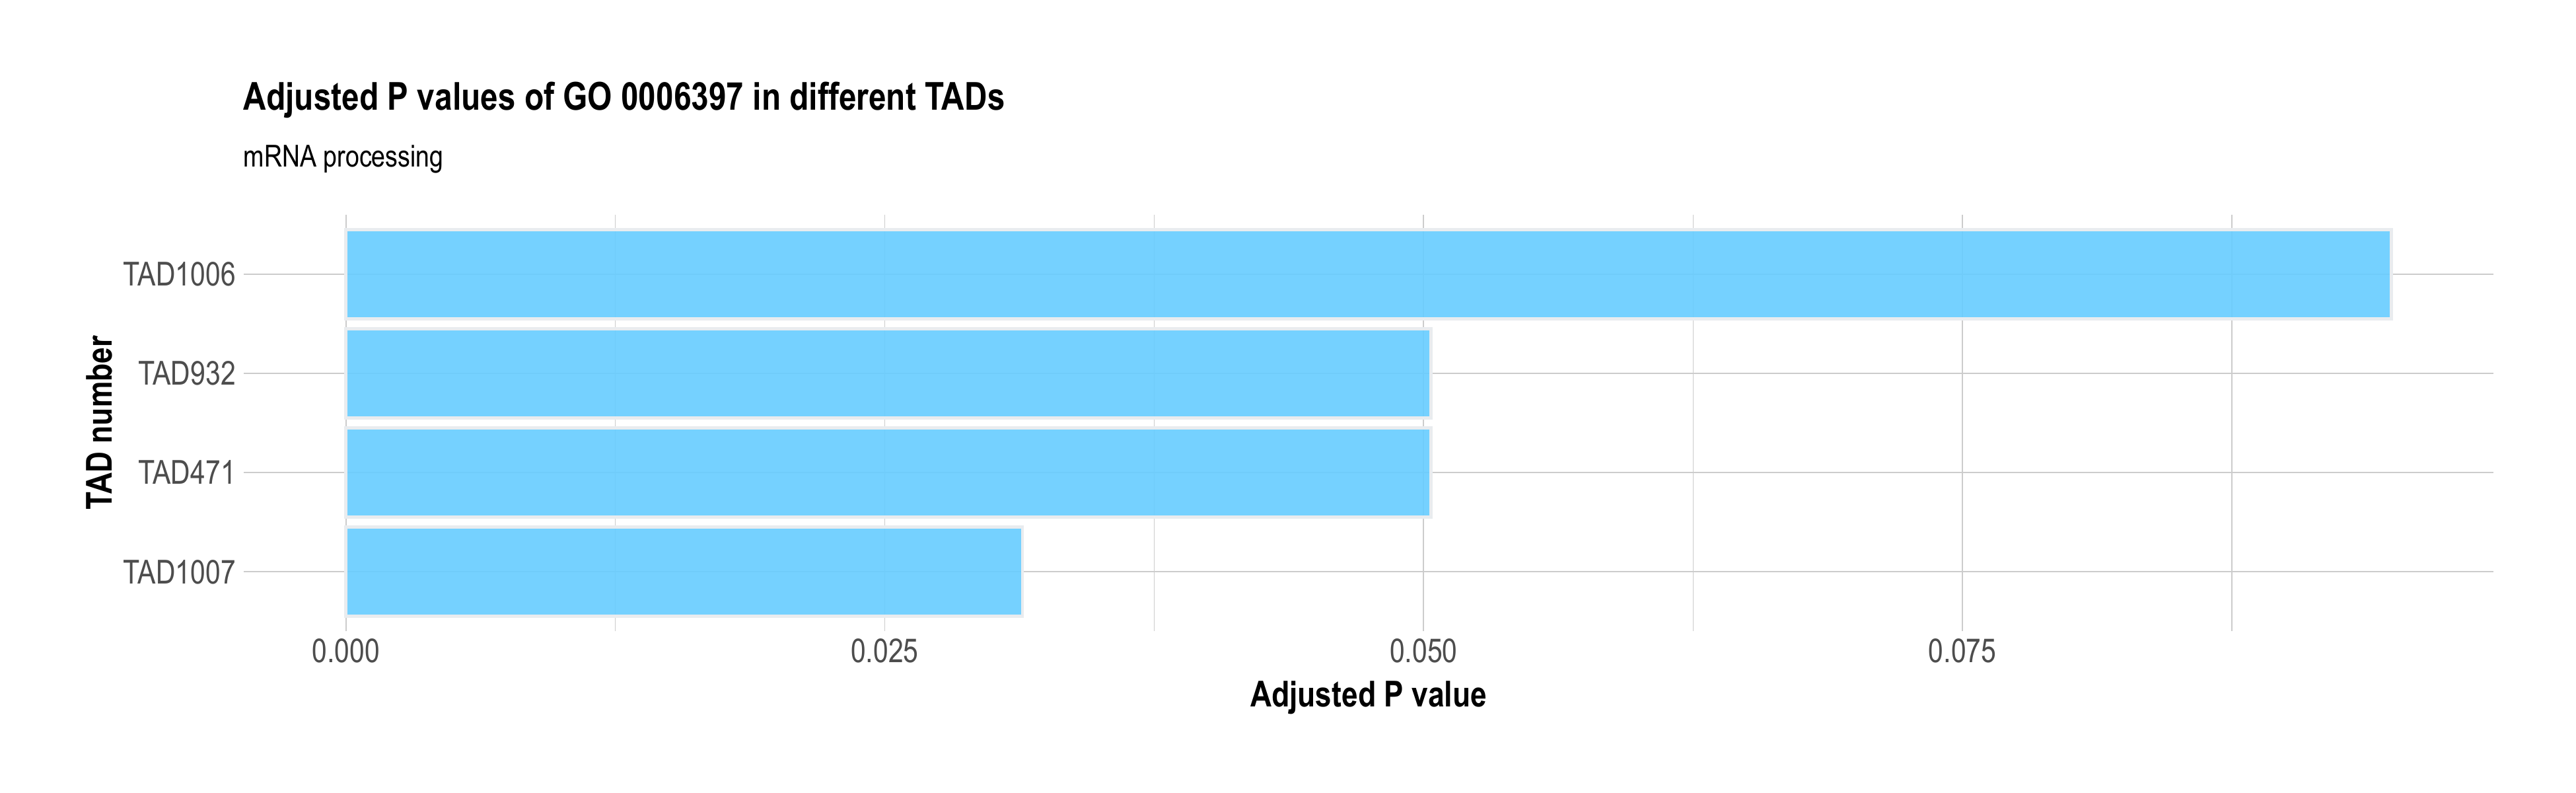 Adjusted P values of GO 0006397 in different TADs
mRNA processing
TAD number
TAD1006
TAD932
TAD471
TAD1007
0.000 0.025 0.050 0.075
Adjusted P value